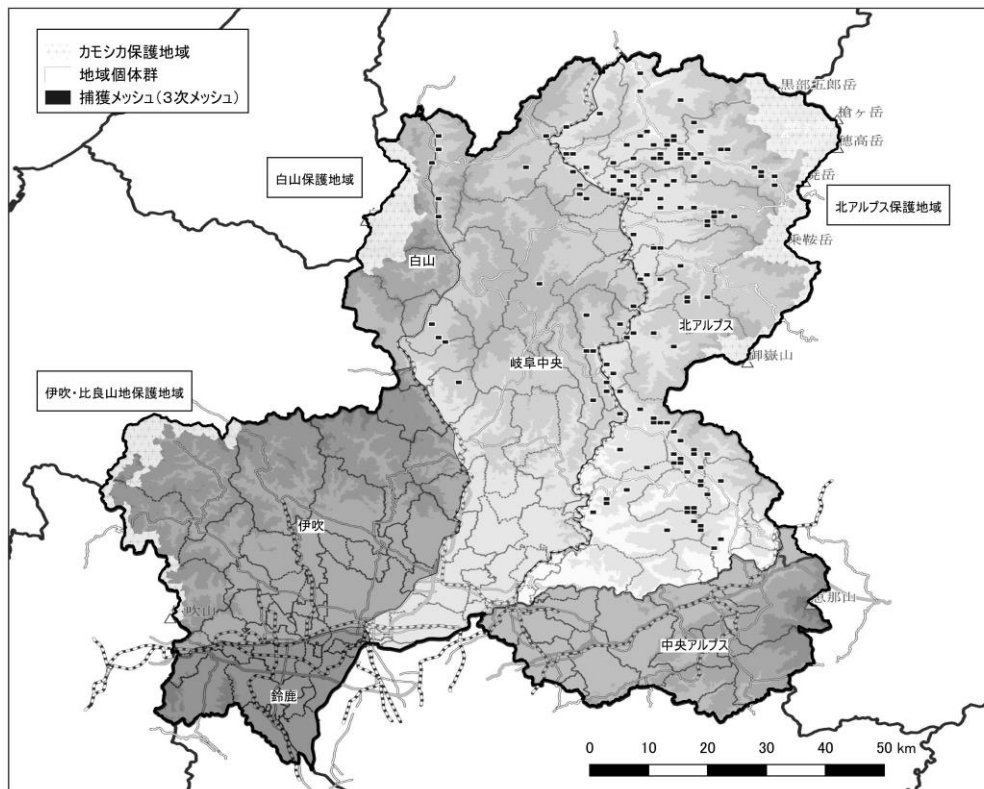 カモシカ保護地域
地域個体群
捕獲メッシュ(3次メッシュ)
黒部五郎岳
槍ヶ岳
穂高岳
白山保護地域
北アルプス保護地域
乗鞍岳
白山
北アルプス
岐阜中央
御嶽山
伊吹・比良山地保護地域
伊吹
中央アルプス
鈴鹿
0 10 20 30 40 50 km